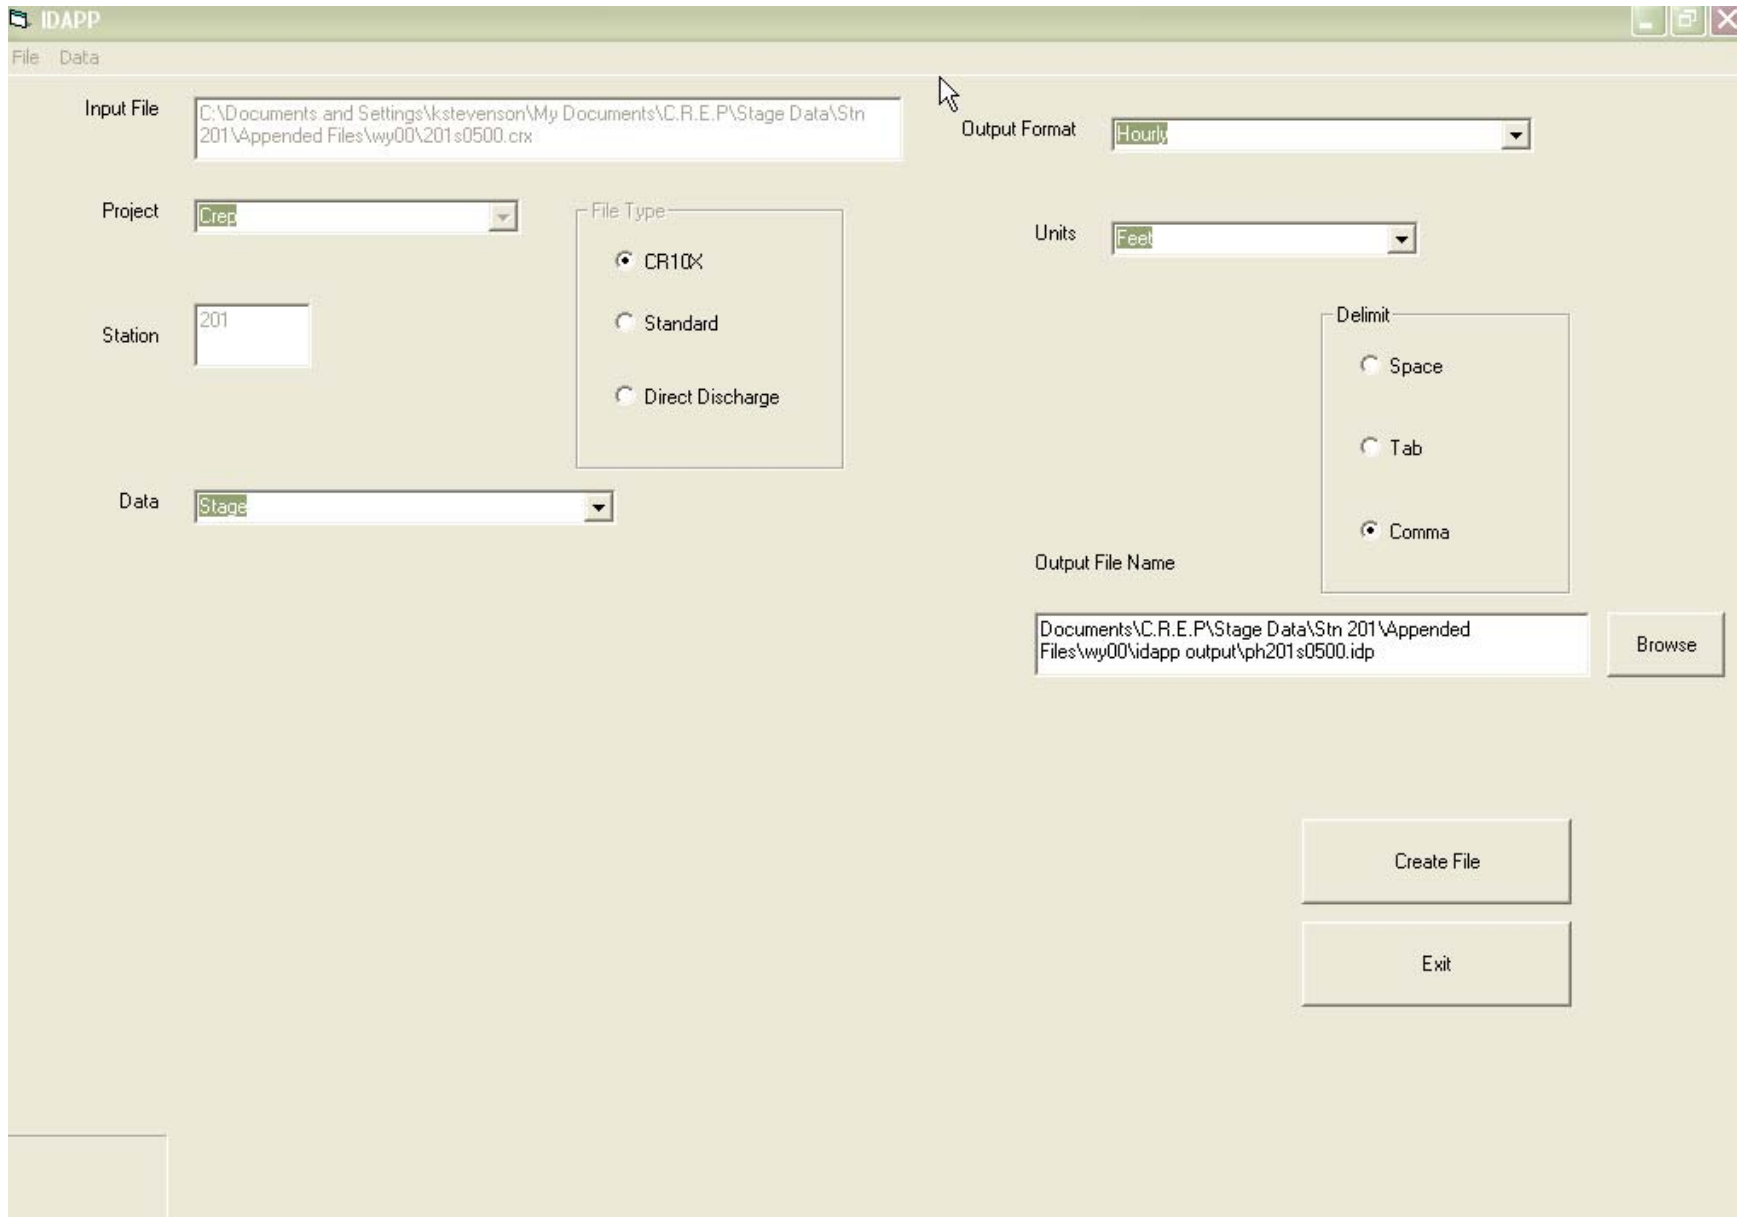 IDAPP
File Data
Input File
C:\Documents and Settings\kstevenson\My Documents\C.R.E.P\Stage Data\Stn
201\Appended Files\wy00\201s0500.crx
Output Format
Hourly
Project
Crep
File Type
CR10X
Standard
Direct Discharge
Units
Feet
Station
201
Delimit
Space
Tab
Comma
Data
Stage
Output File Name
Documents\C.R.E.P\Stage Data\Stn 201\Appended
Files\wy00\idapp output\ph201s0500.idp
Browse
Create File
Exit